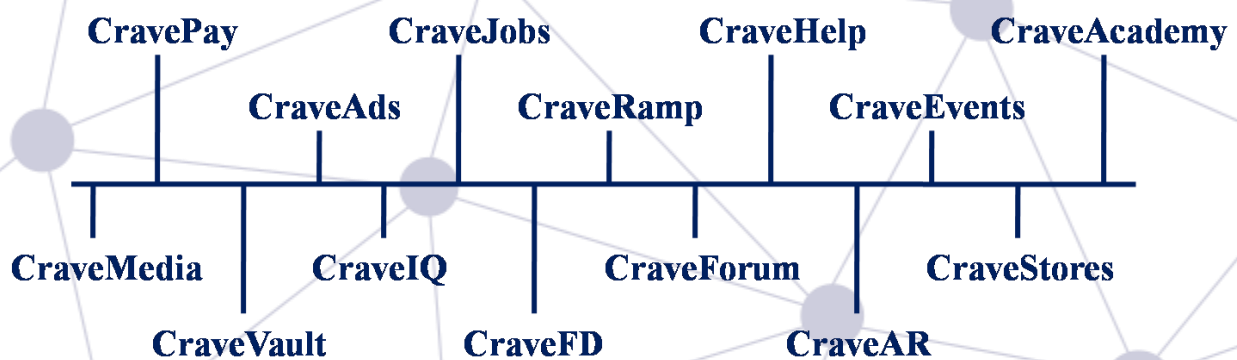 CravePay
CraveJobs
CraveHelp
CraveAcademy
CraveAds
CraveRamp
CraveEvents
CraveMedia
CraveIQ
CraveForum
CraveStores
CraveVault
CraveFD
CraveAR